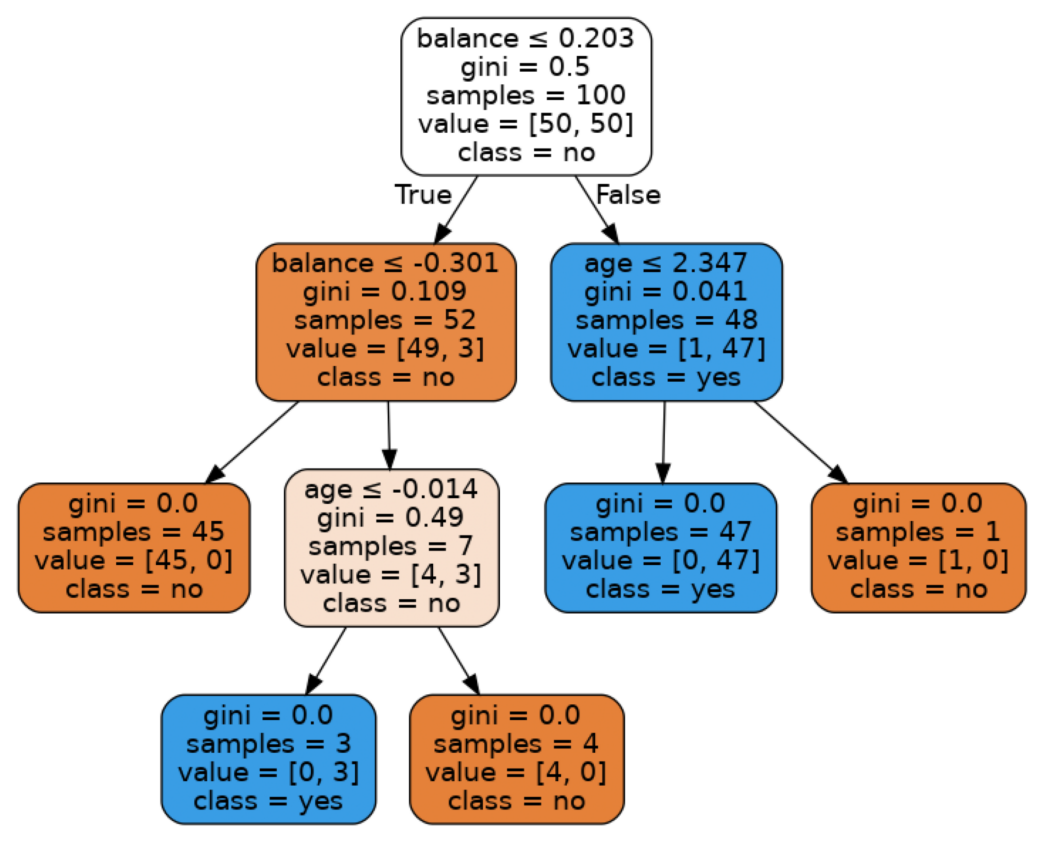 balance ≤ 0.203
gini = 0.5
samples = 100
value = [50, 50]
class = no
True
False
balance ≤ -0.301
gini = 0.109
samples = 52
value = [49, 3]
class = no
age ≤ 2.347
gini = 0.041
samples = 48
value = [1, 47]
class = yes
gini = 0.0
samples = 45
value = [45, 0]
class = no
age ≤ -0.014
gini = 0.49
samples = 7
value = [4, 3]
class = no
gini = 0.0
samples = 47
value = [0, 47]
class = yes
gini = 0.0
samples = 1
value = [1, 0]
class = no
gini = 0.0
samples = 3
value = [0, 3]
class = yes
gini = 0.0
samples = 4
value = [4, 0]
class = no